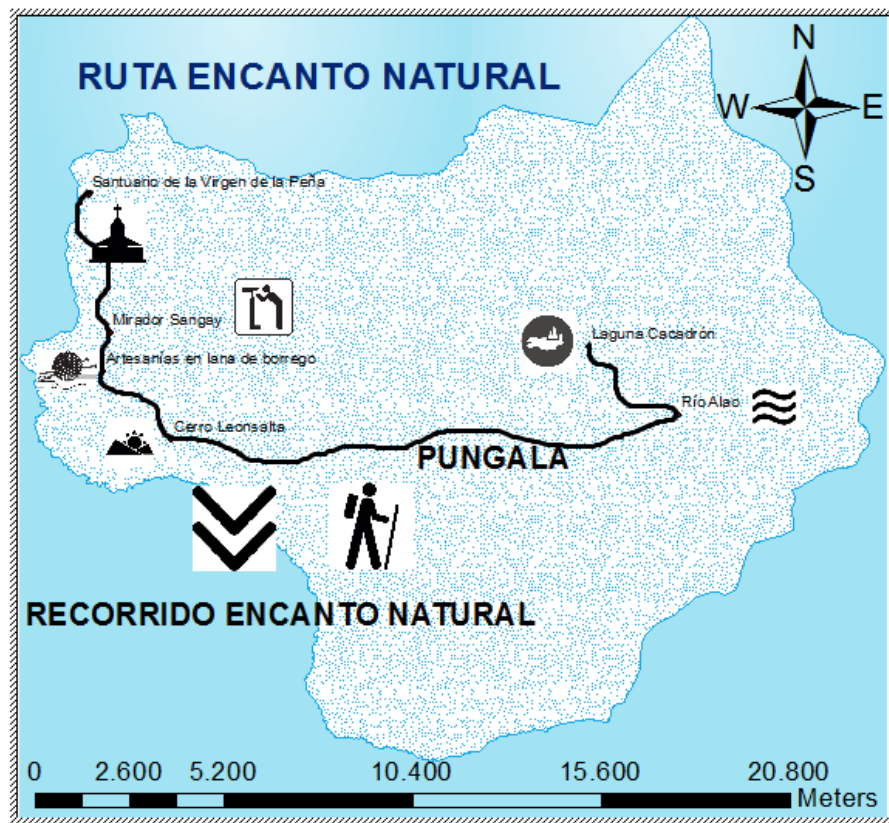 RUTA ENCANTO NATURAL
N
W
E
S
Santuario de la Virgen de la Peña
Mirador Sangay
Laguna Cacadrón
Artesanías en lana de borrego
Río Alao
Cerro Leonsalta
PUNGALA
RECORRIDO ENCANTO NATURAL
0 2.600 5.200 10.400 15.600 20.800
Meters